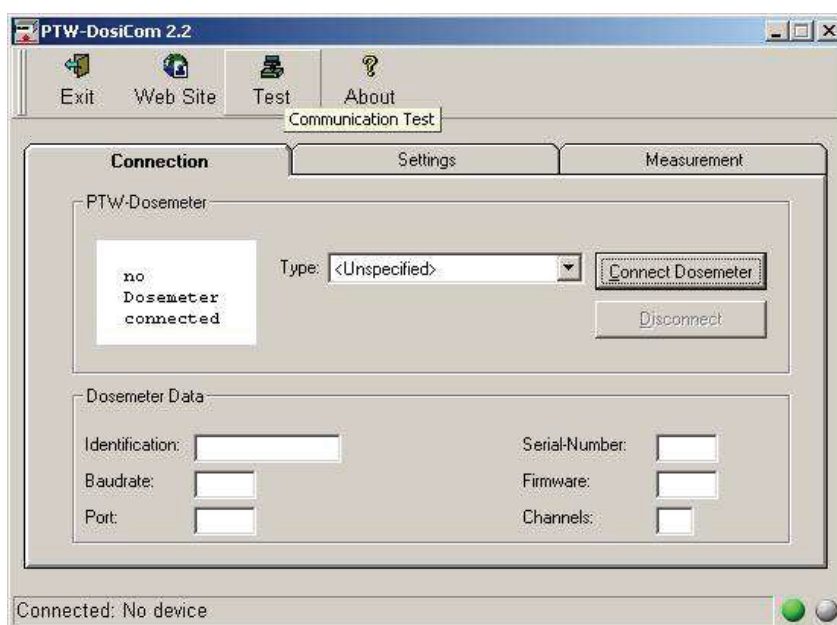 PTW-DosiCom 2.2
Exit Web Site Test About
Communication Test
Connection Settings Measurement
PTW-Dosemeter
no
Dosemeter
connected
Type: <Unspecified>
Connect Dosemeter
Disconnect
Dosemeter Data
Identification: Serial-Number:
Baudrate: Firmware:
Port: Channels:
Connected: No device